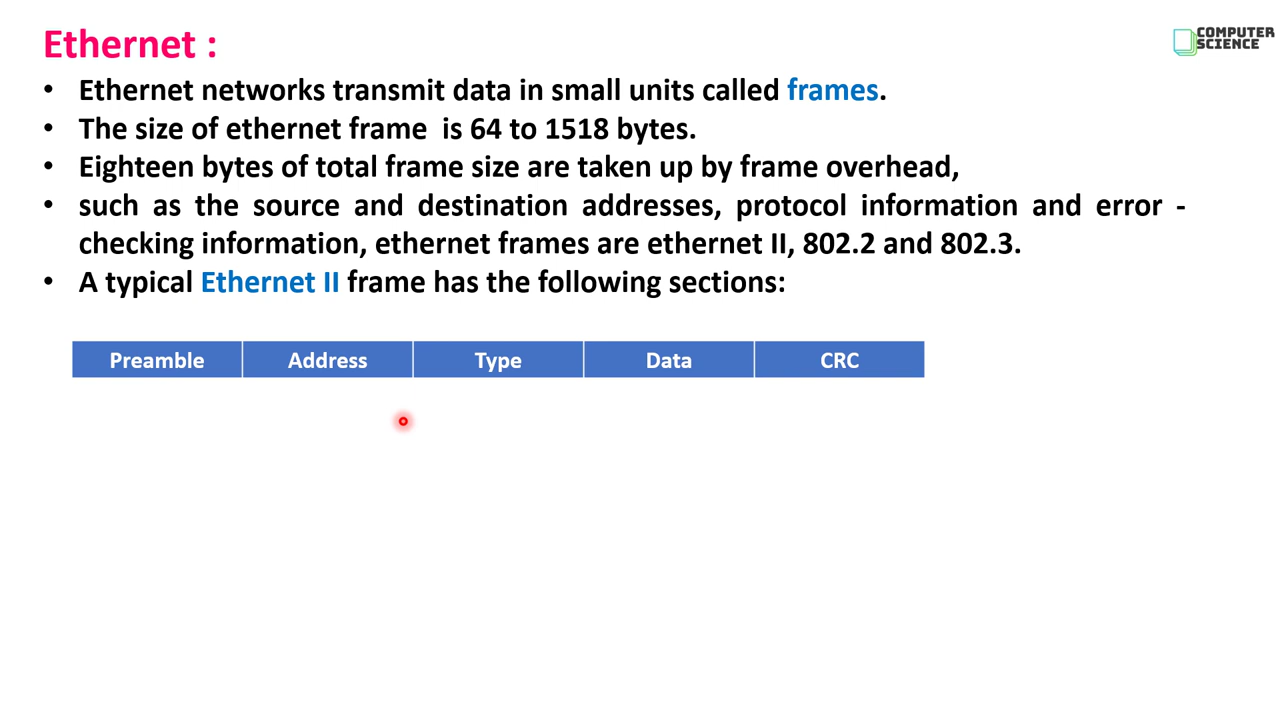 Ethernet :
COMPUTER
SCIENCE
• Ethernet networks transmit data in small units called frames.
• The size of ethernet frame is 64 to 1518 bytes.
• Eighteen bytes of total frame size are taken up by frame overhead,
• such as the source and destination addresses, protocol information and error -
checking information, ethernet frames are ethernet II, 802.2 and 802.3.
• A typical Ethernet II frame has the following sections:
Preamble Address Type Data CRC